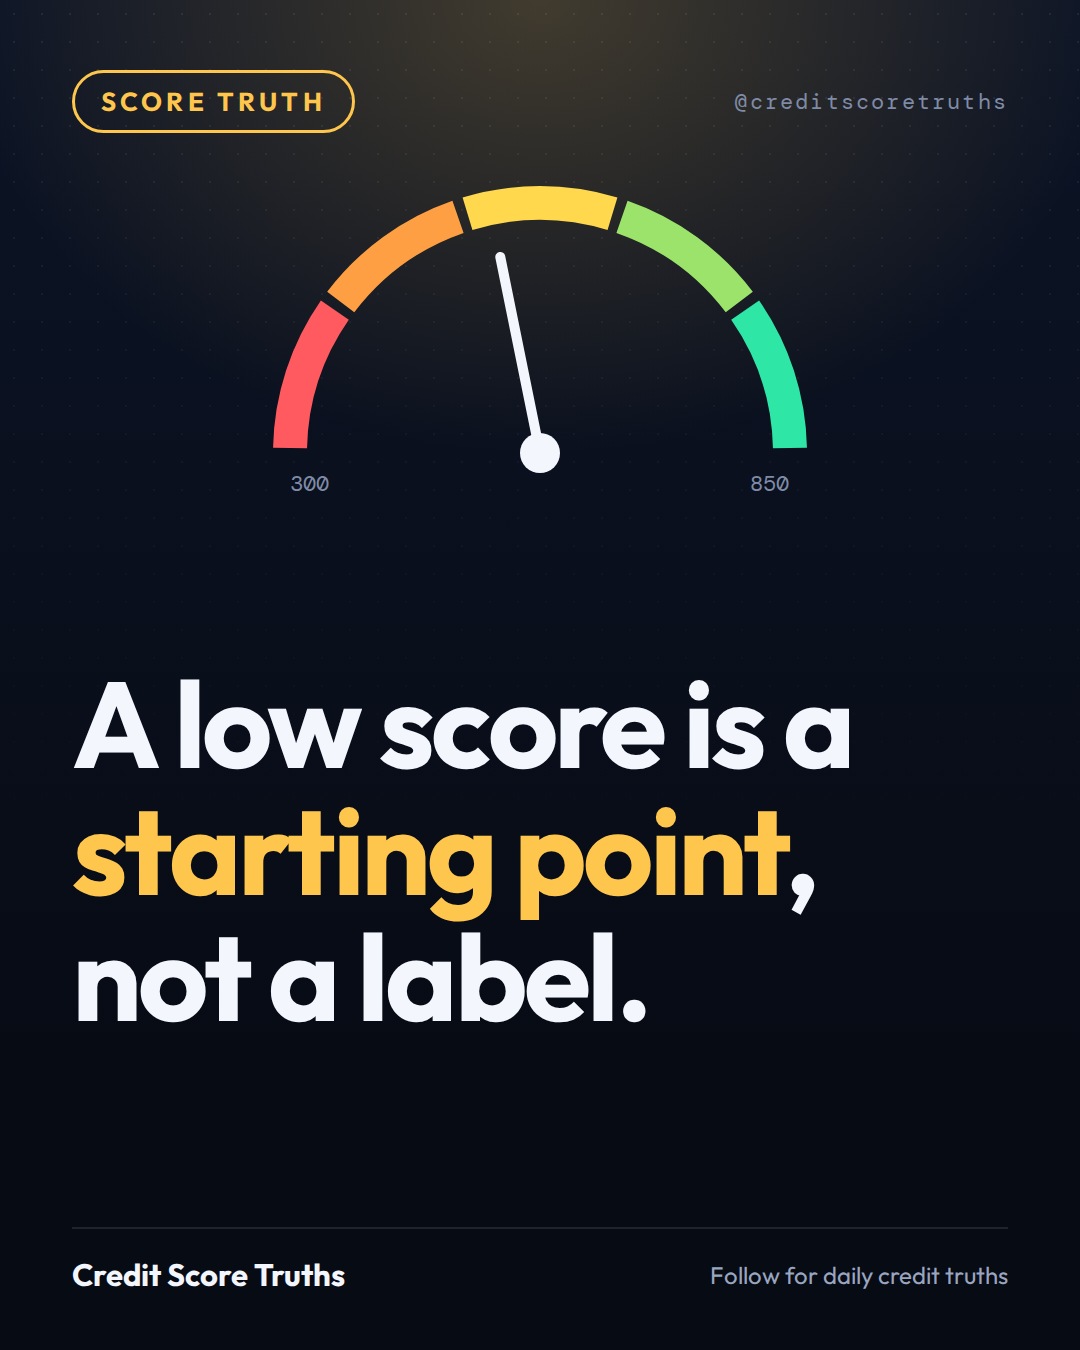 SCORE TRUTH
@creditscoretruths
300
850
A low score is a
starting point,
not a label.
Credit Score Truths
Follow for daily credit truths